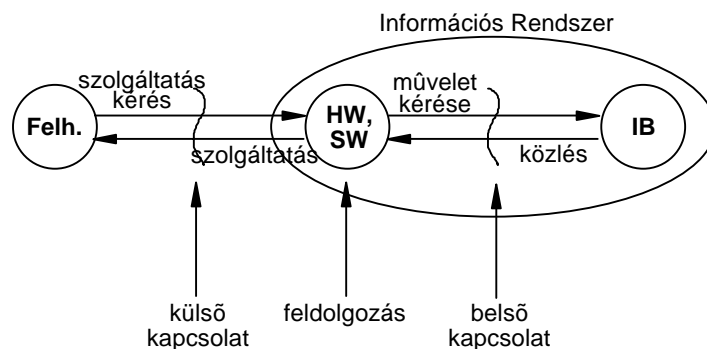 Információs Rendszer
szolgáltatás
kérés
mûvelet
kérése
Felh.
HW,
SW
IB
szolgáltatás
közlés
külsõ
kapcsolat
feldolgozás
belsõ
kapcsolat